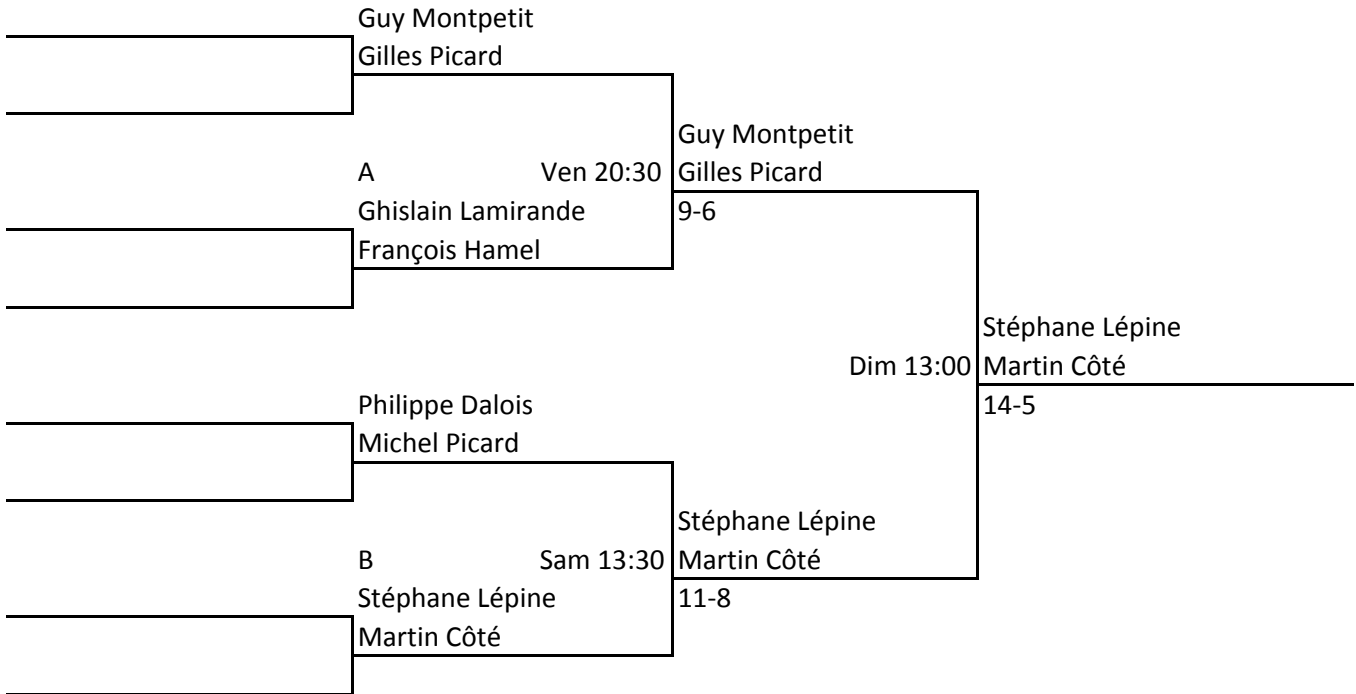 Guy Montpetit
Gilles Picard
Guy Montpetit
A Ven 20:30 Gilles Picard
Ghislain Lamirande 9-6
François Hamel
Stéphane Lépine
Dim 13:00 Martin Côté
Philippe Dalois 14-5
Michel Picard
Stéphane Lépine
B Sam 13:30 Martin Côté
Stéphane Lépine 11-8
Martin Côté